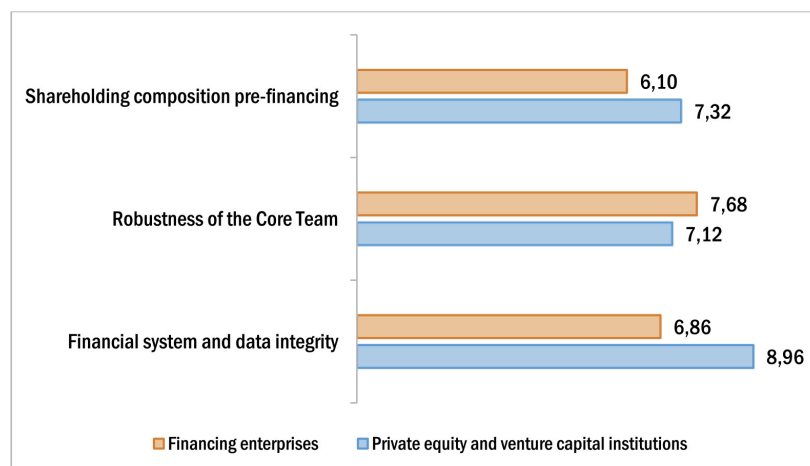 Shareholding composition pre-financing
6,10
7,32
Robustness of the Core Team
7,68
7,12
Financial system and data integrity
6,86
8,96
Financing enterprises
Private equity and venture capital institutions